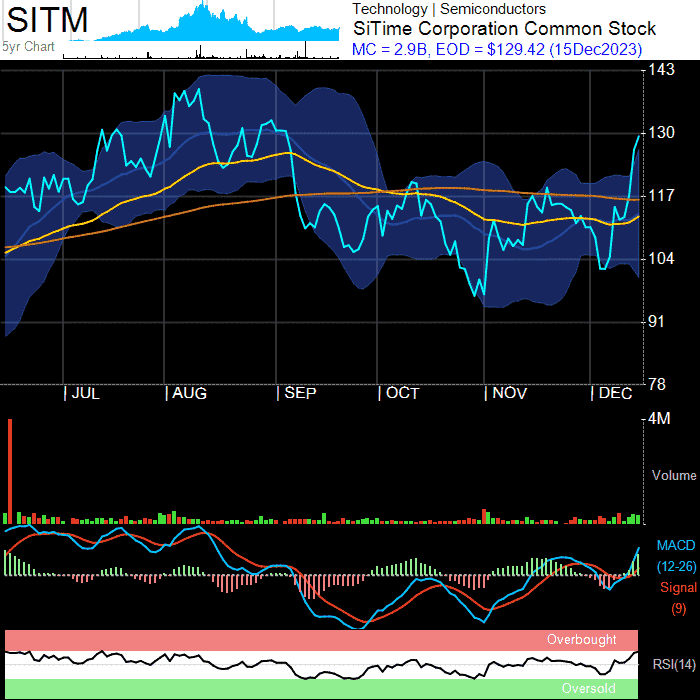 SITM
5yr Chart
Technology | Semiconductors
SiTime Corporation Common Stock
MC = 2.9B, EOD = $129.42 (15Dec2023)
143
130
117
104
91
78
| JUL | AUG | SEP | OCT | NOV | DEC
4M
Volume
MACD
(12-26)
Signal
(9)
Overbought
RSI(14)
Oversold